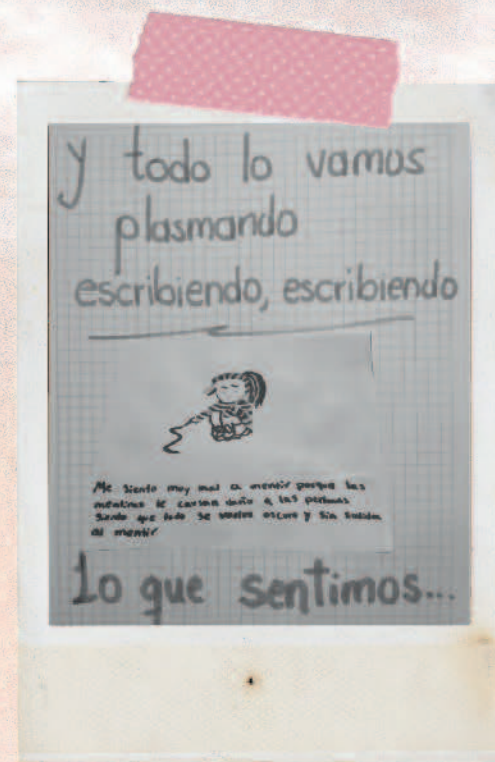 y todo lo vamos
plasmando
escribiendo, escribiendo
Me siento muy mal a mentir porque las
mentiras le causan daño a las personas
siento que todo se vuelve oscuro y sin salida
al mentir
lo que sentimos...